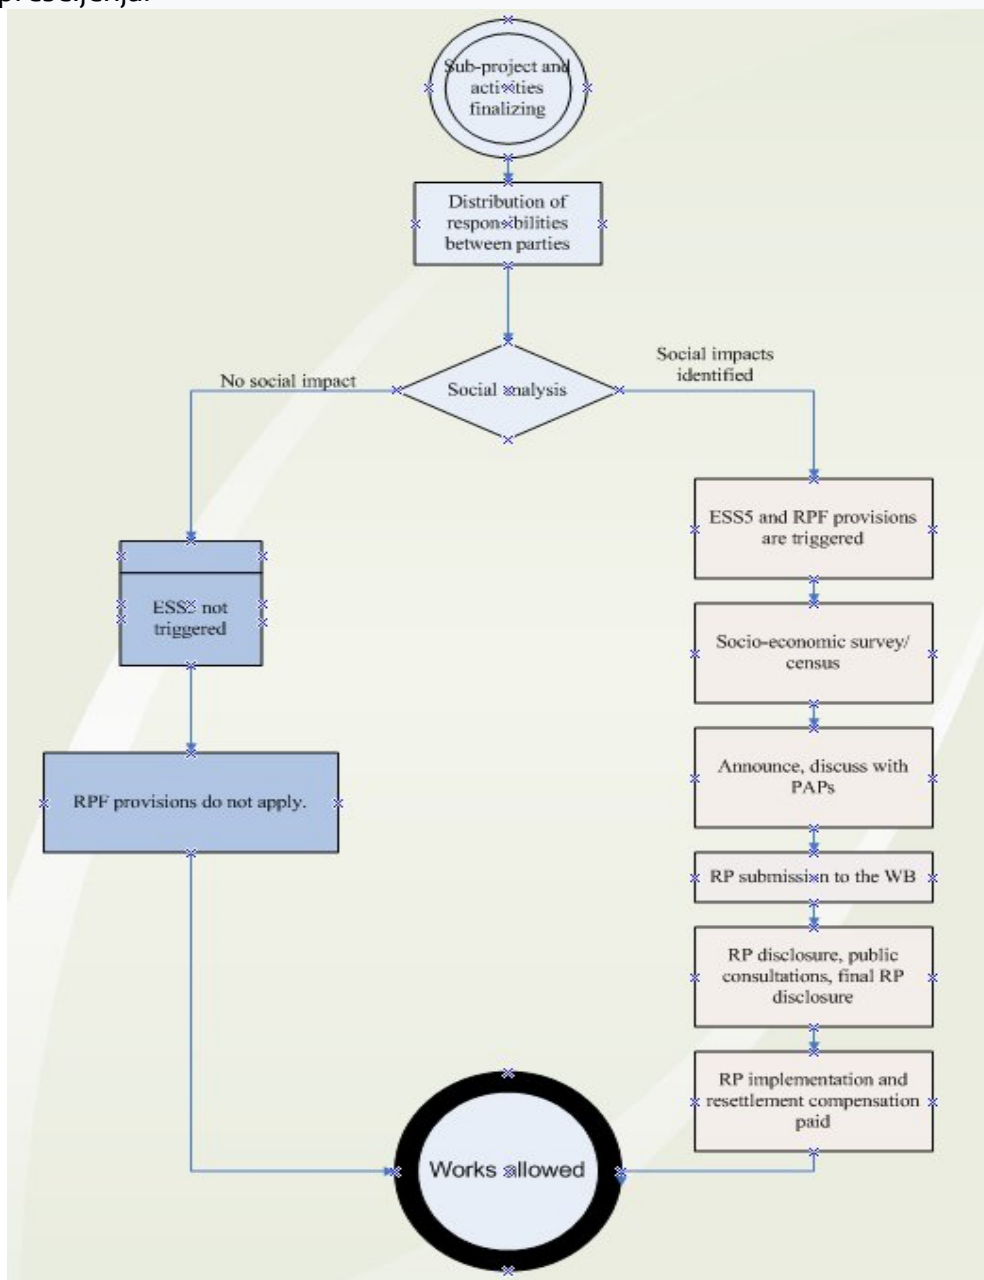 preseljenja.
Sub-project and
activities
finalizing
Distribution of
responsibilities
between parties
Social analysis
No social impact
Social impacts
identified
ESS5 and RPF provisions
are triggered
Socio-economic survey/
census
Announce, discuss with
PAPs
RP submission to the WB
RP disclosure, public
consultations, final RP
disclosure
RP implementation and
resettlement compensation
paid
ESS5 not
triggered
RPF provisions do not apply.
Works allowed